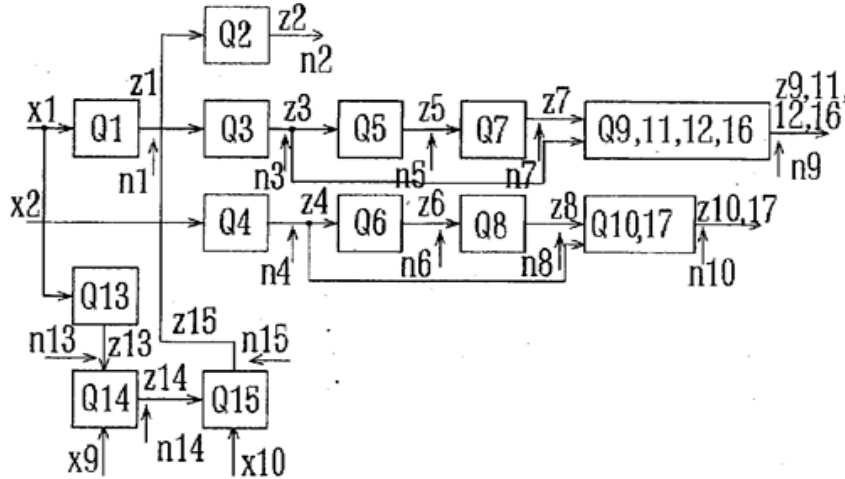 Q2 z2
n2
z1 z3 z5 z7 z9,11,
x1 Q1 Q3 Q5 Q7 Q9,11,12,16 12,16
n1 n3 n5 n7 n9
x2 Q4 z4 Q6 z6 Q8 z8 Q10,17 z10,17
n4 n6 n8 n10
Q13
z15
n13 z13 n15
z14
Q14 Q15
n14
x9 x10